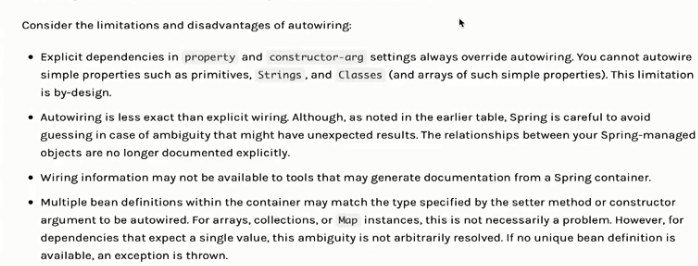 Consider the limitations and disadvantages of autowiring:
• Explicit dependencies in property and constructor-arg settings always override autowiring. You cannot autowire
simple properties such as primitives, Strings, and Classes (and arrays of such simple properties). This limitation
is by-design.
• Autowiring is less exact than explicit wiring. Although, as noted in the earlier table, Spring is careful to avoid
guessing in case of ambiguity that might have unexpected results. The relationships between your Spring-managed
objects are no longer documented explicitly.
• Wiring information may not be available to tools that may generate documentation from a Spring container.
• Multiple bean definitions within the container may match the type specified by the setter method or constructor
argument to be autowired. For arrays, collections, or Map instances, this is not necessarily a problem. However, for
dependencies that expect a single value, this ambiguity is not arbitrarily resolved. If no unique bean definition is
available, an exception is thrown.